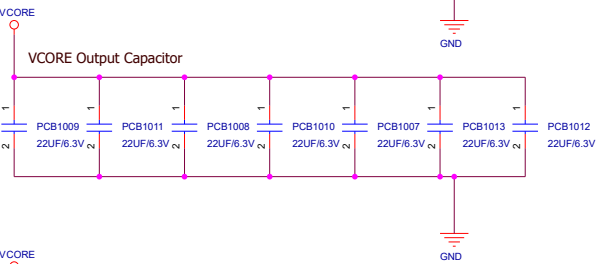 VCORE
GND
VCORE Output Capacitor
1 1 1 1 1 1 1
PCB1009 PCB1011 PCB1008 PCB1010 PCB1007 PCB1013 PCB1012
2 22UF/6.3V 2 22UF/6.3V 2 22UF/6.3V 2 22UF/6.3V 2 22UF/6.3V 2 22UF/6.3V 2 22UF/6.3V
VCORE
GND